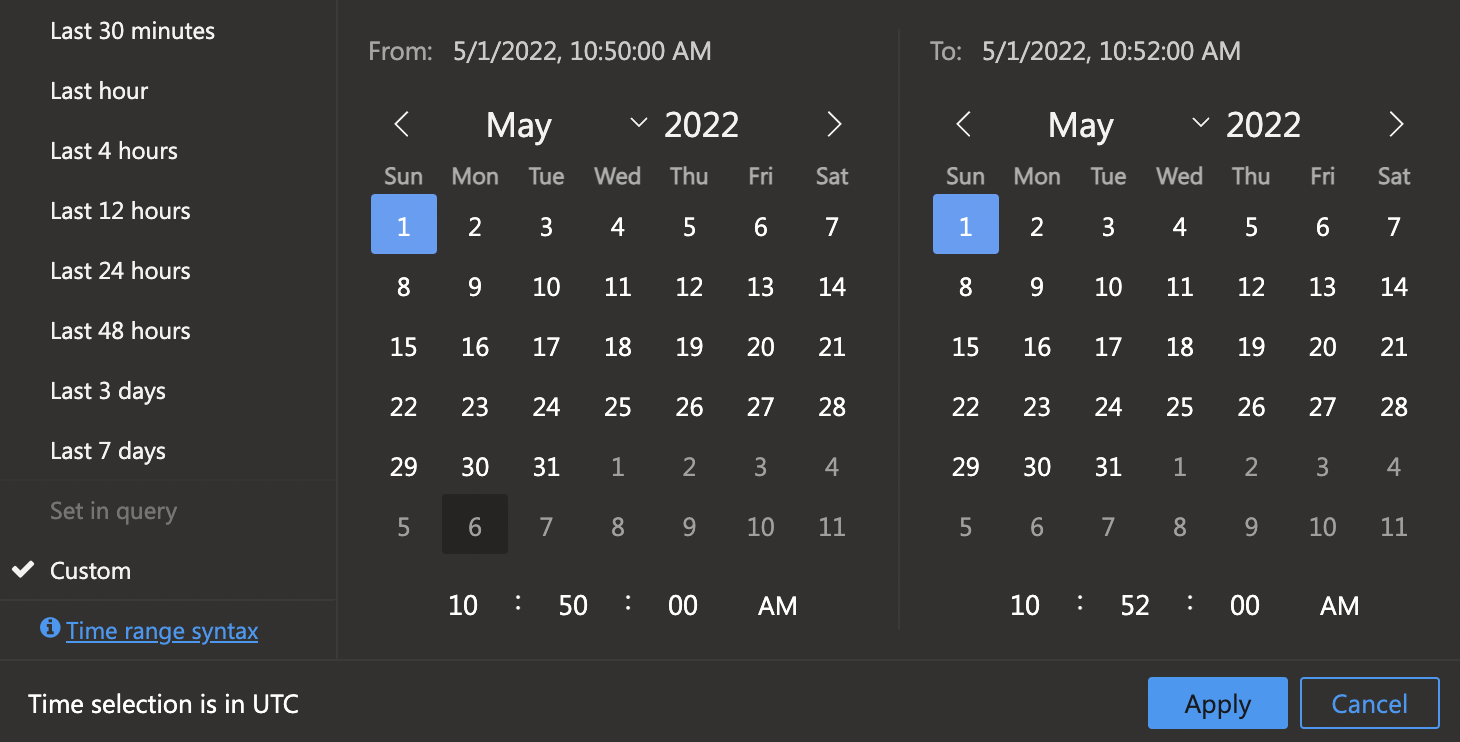 Last 30 minutes
Last hour
Last 4 hours
Last 12 hours
Last 24 hours
Last 48 hours
Last 3 days
Last 7 days
Set in query
Custom
Time range syntax
From: 5/1/2022, 10:50:00 AM
May 2022
Sun Mon Tue Wed Thu Fri Sat
1 2 3 4 5 6 7
8 9 10 11 12 13 14
15 16 17 18 19 20 21
22 23 24 25 26 27 28
29 30 31 1 2 3 4
5 6 7 8 9 10 11
10 : 50 : 00 AM
To: 5/1/2022, 10:52:00 AM
May 2022
Sun Mon Tue Wed Thu Fri Sat
1 2 3 4 5 6 7
8 9 10 11 12 13 14
15 16 17 18 19 20 21
22 23 24 25 26 27 28
29 30 31 1 2 3 4
5 6 7 8 9 10 11
10 : 52 : 00 AM
Time selection is in UTC
Apply
Cancel